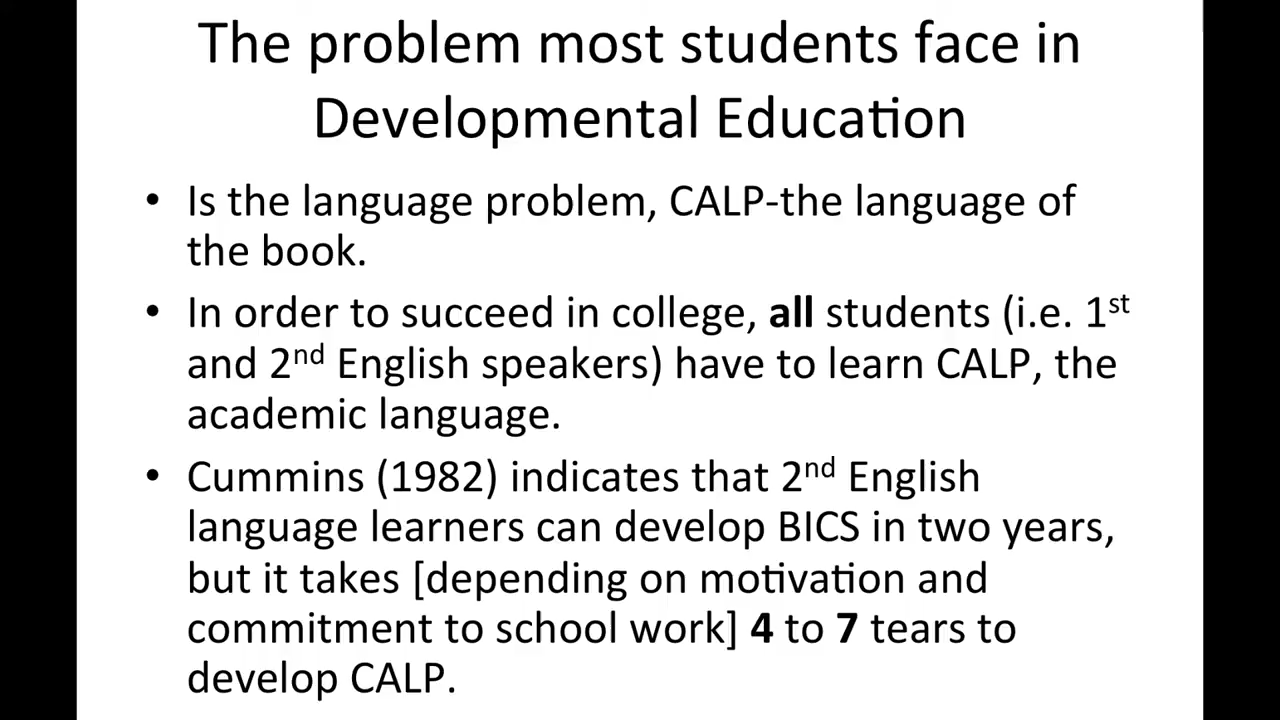 The problem most students face in
Developmental Education
• Is the language problem, CALP-the language of
the book.
• In order to succeed in college, all students (i.e. 1st
and 2nd English speakers) have to learn CALP, the
academic language.
• Cummins (1982) indicates that 2nd English
language learners can develop BICS in two years,
but it takes [depending on motivation and
commitment to school work] 4 to 7 tears to
develop CALP.